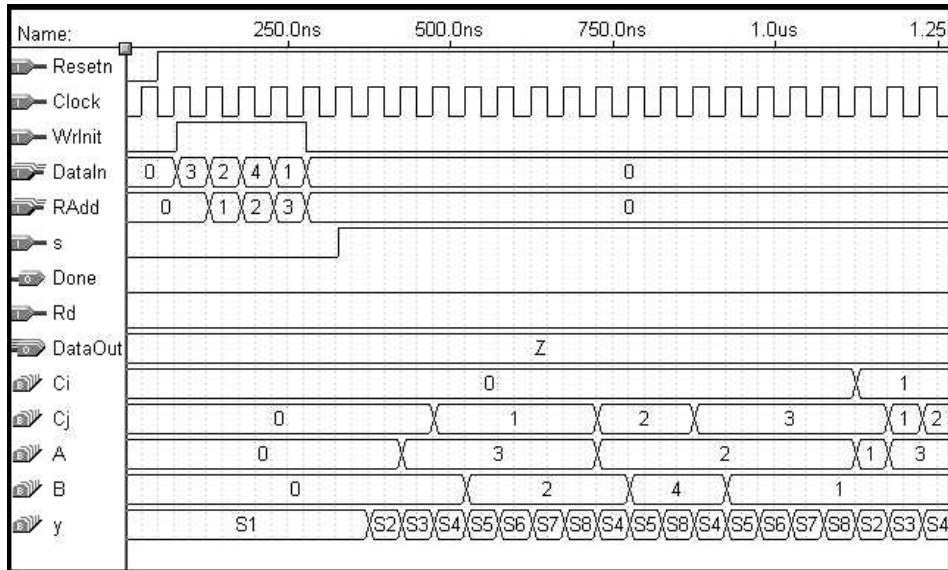 Name: 250.0ns 500.0ns 750.0ns 1.0us 1.25
Resetn
Clock
WrInit
DataIn 0 3 2 4 1 0
RAdd 0 1 2 3 0
s
Done
Rd
DataOut Z
Ci 0 1
Cj 0 1 2 3 1 2
A 0 3 2 1 3
B 0 2 4 1
y S1 S2 S3 S4 S5 S6 S7 S8 S4 S5 S8 S4 S5 S6 S7 S8 S2 S3 S4